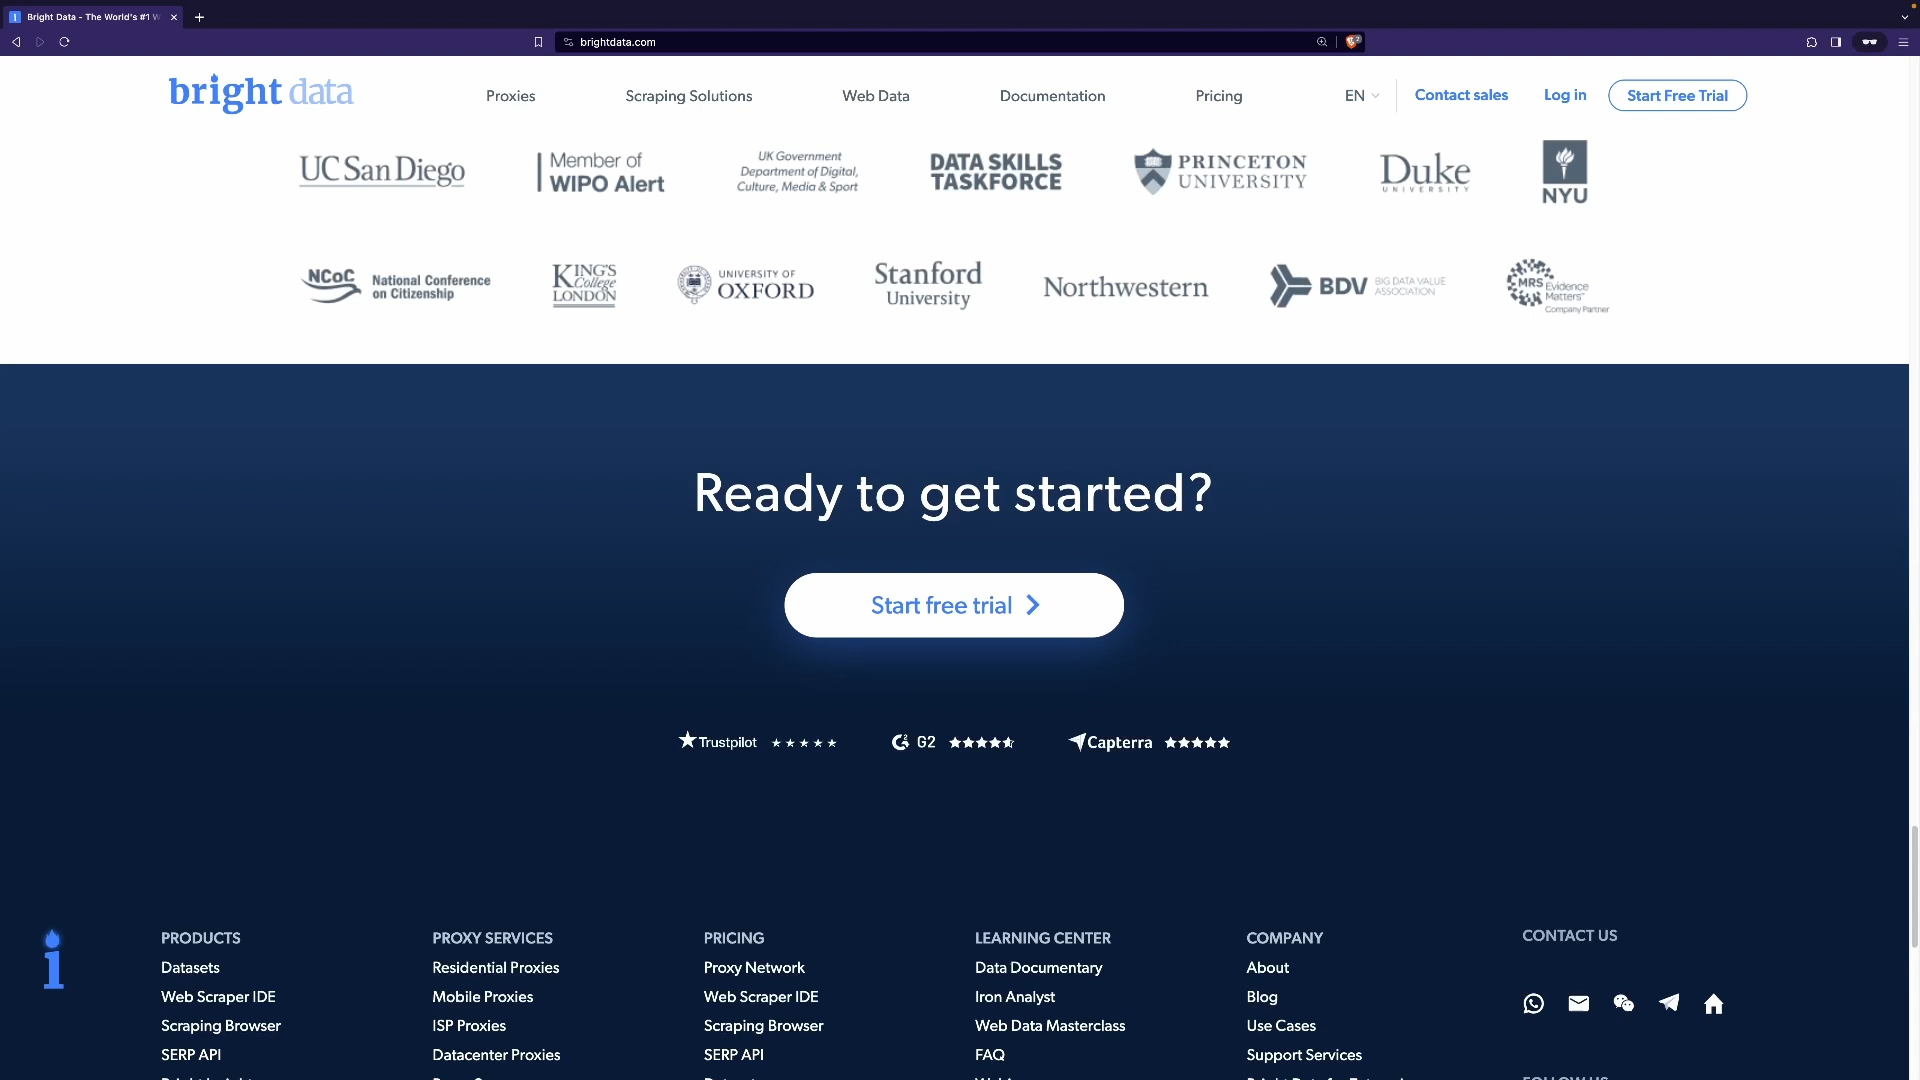 Bright Data - The World's #1 W
brightdata.com
2
bright data
Proxies
Scraping Solutions
Web Data
Documentation
Pricing
EN
Contact sales
Log in
Start Free Trial
UC San Diego
Member of
WIPO Alert
UK Government
Department of Digital,
Culture, Media & Sport
DATA SKILLS
TASKFORCE
PRINCETON
UNIVERSITY
Duke
UNIVERSITY
NYU
NCoC
National Conference
on Citizenship
KING'S
College
LONDON
UNIVERSITY OF
OXFORD
Stanford
University
Northwestern
BDV
BIG DATA VALUE
ASSOCIATION
MRS
Evidence
Matters™
Company Partner
Ready to get started?
Start free trial
Trustpilot
G2
Capterra
PRODUCTS
Datasets
Web Scraper IDE
Scraping Browser
SERP API
PROXY SERVICES
Residential Proxies
Mobile Proxies
ISP Proxies
Datacenter Proxies
PRICING
Proxy Network
Web Scraper IDE
Scraping Browser
SERP API
LEARNING CENTER
Data Documentary
Iron Analyst
Web Data Masterclass
FAQ
COMPANY
About
Blog
Use Cases
Support Services
CONTACT US